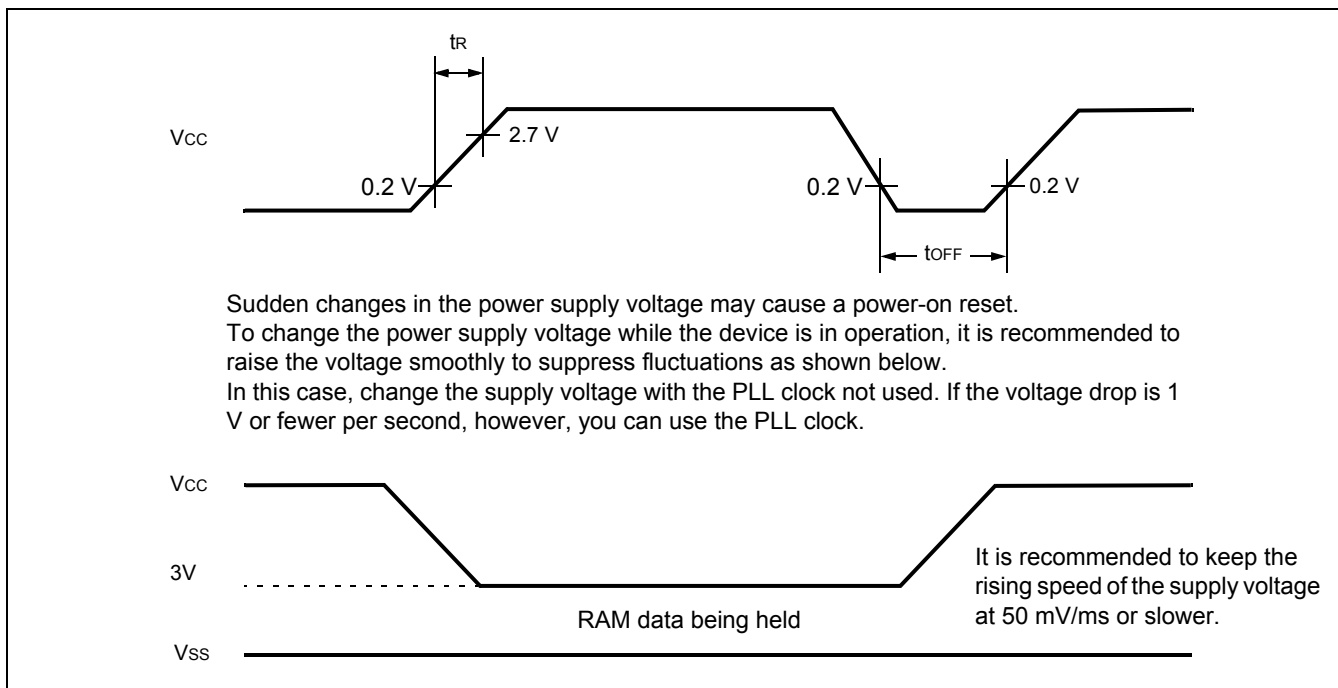 tR
Vcc
2.7 V
0.2 V
0.2 V
0.2 V
tOFF
Sudden changes in the power supply voltage may cause a power-on reset.
To change the power supply voltage while the device is in operation, it is recommended to
raise the voltage smoothly to suppress fluctuations as shown below.
In this case, change the supply voltage with the PLL clock not used. If the voltage drop is 1
V or fewer per second, however, you can use the PLL clock.
Vcc
3V
RAM data being held
It is recommended to keep the
rising speed of the supply voltage
at 50 mV/ms or slower.
Vss